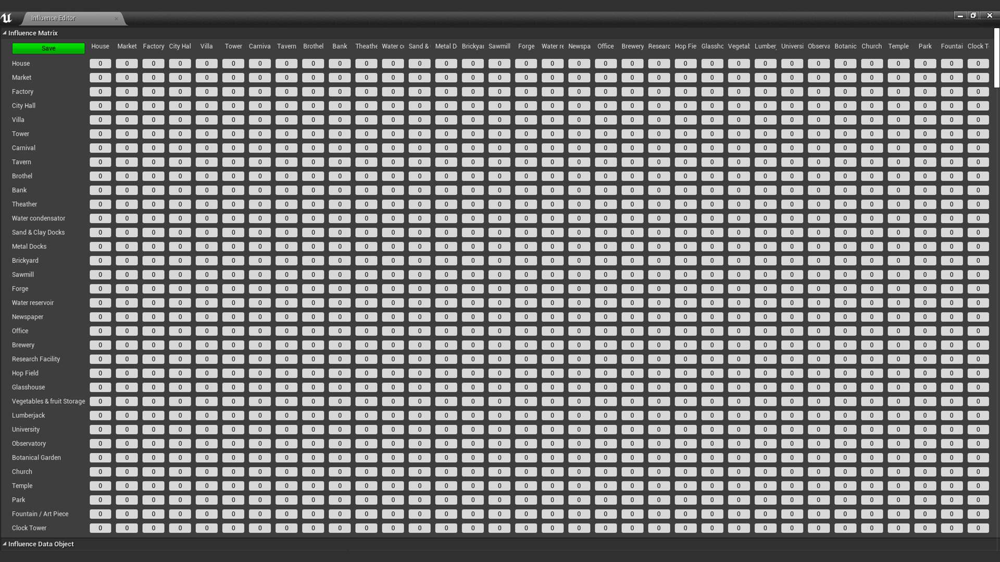 Influence Editor
Influence Matrix
Save House Market Factory City Hal Villa Tower Carniva Tavern Brothel Bank Theathe Water co Sand & Metal D Brickyar Sawmill Forge Water re Newspa Office Brewery Researc Hop Fie Glassho Vegetab Lumber Universi Observa Botanic Church Temple Park Fountai Clock T
House 0 0 0 0 0 0 0 0 0 0 0 0 0 0 0 0 0 0 0 0 0 0 0 0 0 0 0 0 0 0 0 0 0 0
Market 0 0 0 0 0 0 0 0 0 0 0 0 0 0 0 0 0 0 0 0 0 0 0 0 0 0 0 0 0 0 0 0 0 0
Factory 0 0 0 0 0 0 0 0 0 0 0 0 0 0 0 0 0 0 0 0 0 0 0 0 0 0 0 0 0 0 0 0 0 0
City Hall 0 0 0 0 0 0 0 0 0 0 0 0 0 0 0 0 0 0 0 0 0 0 0 0 0 0 0 0 0 0 0 0 0 0
Villa 0 0 0 0 0 0 0 0 0 0 0 0 0 0 0 0 0 0 0 0 0 0 0 0 0 0 0 0 0 0 0 0 0 0
Tower 0 0 0 0 0 0 0 0 0 0 0 0 0 0 0 0 0 0 0 0 0 0 0 0 0 0 0 0 0 0 0 0 0 0
Carnival 0 0 0 0 0 0 0 0 0 0 0 0 0 0 0 0 0 0 0 0 0 0 0 0 0 0 0 0 0 0 0 0 0 0
Tavern 0 0 0 0 0 0 0 0 0 0 0 0 0 0 0 0 0 0 0 0 0 0 0 0 0 0 0 0 0 0 0 0 0 0
Brothel 0 0 0 0 0 0 0 0 0 0 0 0 0 0 0 0 0 0 0 0 0 0 0 0 0 0 0 0 0 0 0 0 0 0
Bank 0 0 0 0 0 0 0 0 0 0 0 0 0 0 0 0 0 0 0 0 0 0 0 0 0 0 0 0 0 0 0 0 0 0
Theather 0 0 0 0 0 0 0 0 0 0 0 0 0 0 0 0 0 0 0 0 0 0 0 0 0 0 0 0 0 0 0 0 0 0
Water condensator 0 0 0 0 0 0 0 0 0 0 0 0 0 0 0 0 0 0 0 0 0 0 0 0 0 0 0 0 0 0 0 0 0 0
Sand & Clay Docks 0 0 0 0 0 0 0 0 0 0 0 0 0 0 0 0 0 0 0 0 0 0 0 0 0 0 0 0 0 0 0 0 0 0
Metal Docks 0 0 0 0 0 0 0 0 0 0 0 0 0 0 0 0 0 0 0 0 0 0 0 0 0 0 0 0 0 0 0 0 0 0
Brickyard 0 0 0 0 0 0 0 0 0 0 0 0 0 0 0 0 0 0 0 0 0 0 0 0 0 0 0 0 0 0 0 0 0 0
Sawmill 0 0 0 0 0 0 0 0 0 0 0 0 0 0 0 0 0 0 0 0 0 0 0 0 0 0 0 0 0 0 0 0 0 0
Forge 0 0 0 0 0 0 0 0 0 0 0 0 0 0 0 0 0 0 0 0 0 0 0 0 0 0 0 0 0 0 0 0 0 0
Water reservoir 0 0 0 0 0 0 0 0 0 0 0 0 0 0 0 0 0 0 0 0 0 0 0 0 0 0 0 0 0 0 0 0 0 0
Newspaper 0 0 0 0 0 0 0 0 0 0 0 0 0 0 0 0 0 0 0 0 0 0 0 0 0 0 0 0 0 0 0 0 0 0
Office 0 0 0 0 0 0 0 0 0 0 0 0 0 0 0 0 0 0 0 0 0 0 0 0 0 0 0 0 0 0 0 0 0 0
Brewery 0 0 0 0 0 0 0 0 0 0 0 0 0 0 0 0 0 0 0 0 0 0 0 0 0 0 0 0 0 0 0 0 0 0
Research Facility 0 0 0 0 0 0 0 0 0 0 0 0 0 0 0 0 0 0 0 0 0 0 0 0 0 0 0 0 0 0 0 0 0 0
Hop Field 0 0 0 0 0 0 0 0 0 0 0 0 0 0 0 0 0 0 0 0 0 0 0 0 0 0 0 0 0 0 0 0 0 0
Glasshouse 0 0 0 0 0 0 0 0 0 0 0 0 0 0 0 0 0 0 0 0 0 0 0 0 0 0 0 0 0 0 0 0 0 0
Vegetables & fruit Storage 0 0 0 0 0 0 0 0 0 0 0 0 0 0 0 0 0 0 0 0 0 0 0 0 0 0 0 0 0 0 0 0 0 0
Lumberjack 0 0 0 0 0 0 0 0 0 0 0 0 0 0 0 0 0 0 0 0 0 0 0 0 0 0 0 0 0 0 0 0 0 0
University 0 0 0 0 0 0 0 0 0 0 0 0 0 0 0 0 0 0 0 0 0 0 0 0 0 0 0 0 0 0 0 0 0 0
Observatory 0 0 0 0 0 0 0 0 0 0 0 0 0 0 0 0 0 0 0 0 0 0 0 0 0 0 0 0 0 0 0 0 0 0
Botanical Garden 0 0 0 0 0 0 0 0 0 0 0 0 0 0 0 0 0 0 0 0 0 0 0 0 0 0 0 0 0 0 0 0 0 0
Church 0 0 0 0 0 0 0 0 0 0 0 0 0 0 0 0 0 0 0 0 0 0 0 0 0 0 0 0 0 0 0 0 0 0
Temple 0 0 0 0 0 0 0 0 0 0 0 0 0 0 0 0 0 0 0 0 0 0 0 0 0 0 0 0 0 0 0 0 0 0
Park 0 0 0 0 0 0 0 0 0 0 0 0 0 0 0 0 0 0 0 0 0 0 0 0 0 0 0 0 0 0 0 0 0 0
Fountain / Art Piece 0 0 0 0 0 0 0 0 0 0 0 0 0 0 0 0 0 0 0 0 0 0 0 0 0 0 0 0 0 0 0 0 0 0
Clock Tower 0 0 0 0 0 0 0 0 0 0 0 0 0 0 0 0 0 0 0 0 0 0 0 0 0 0 0 0 0 0 0 0 0 0
Influence Data Object